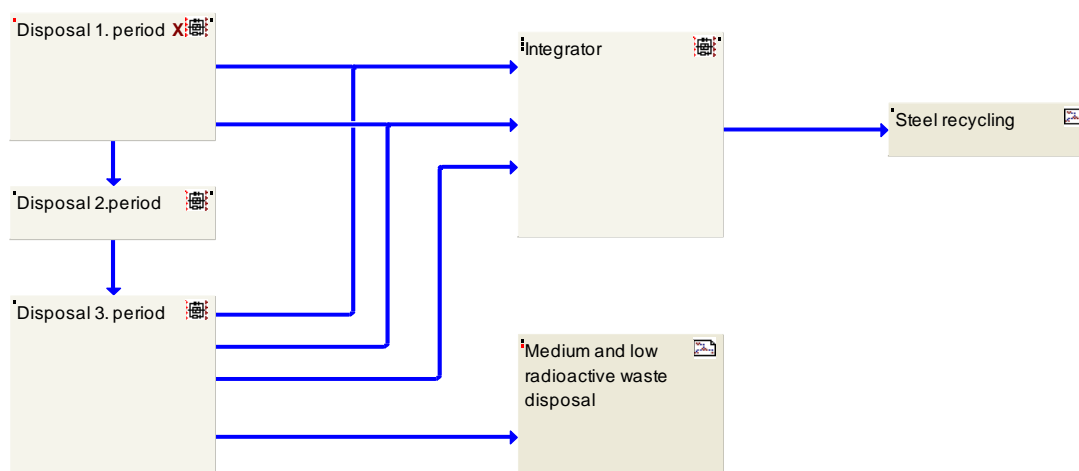 Disposal 1. period X
Integrator
Steel recycling
Disposal 2.period
Disposal 3. period
Medium and low
radioactive waste
disposal